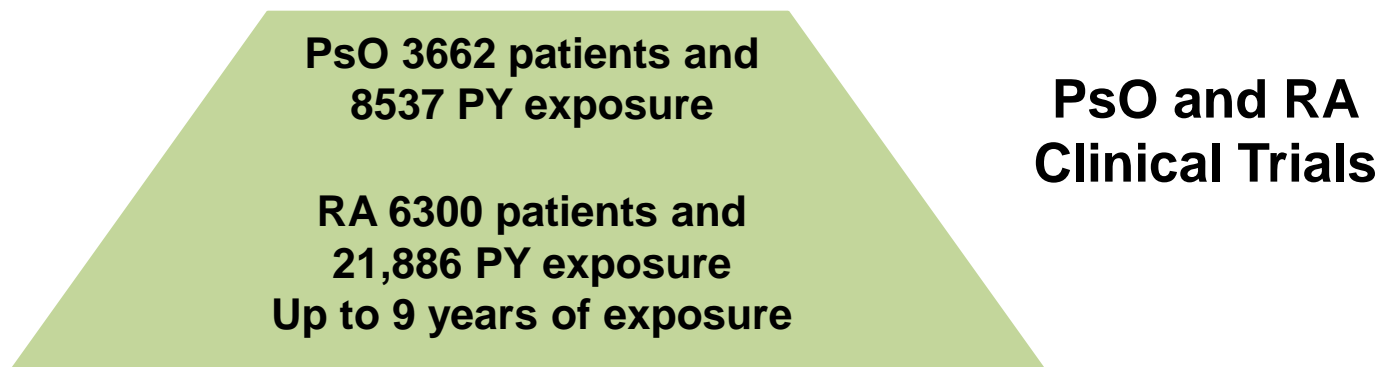 PsO 3662 patients and
8537 PY exposure
RA 6300 patients and
21,886 PY exposure
Up to 9 years of exposure
PsO and RA
Clinical Trials